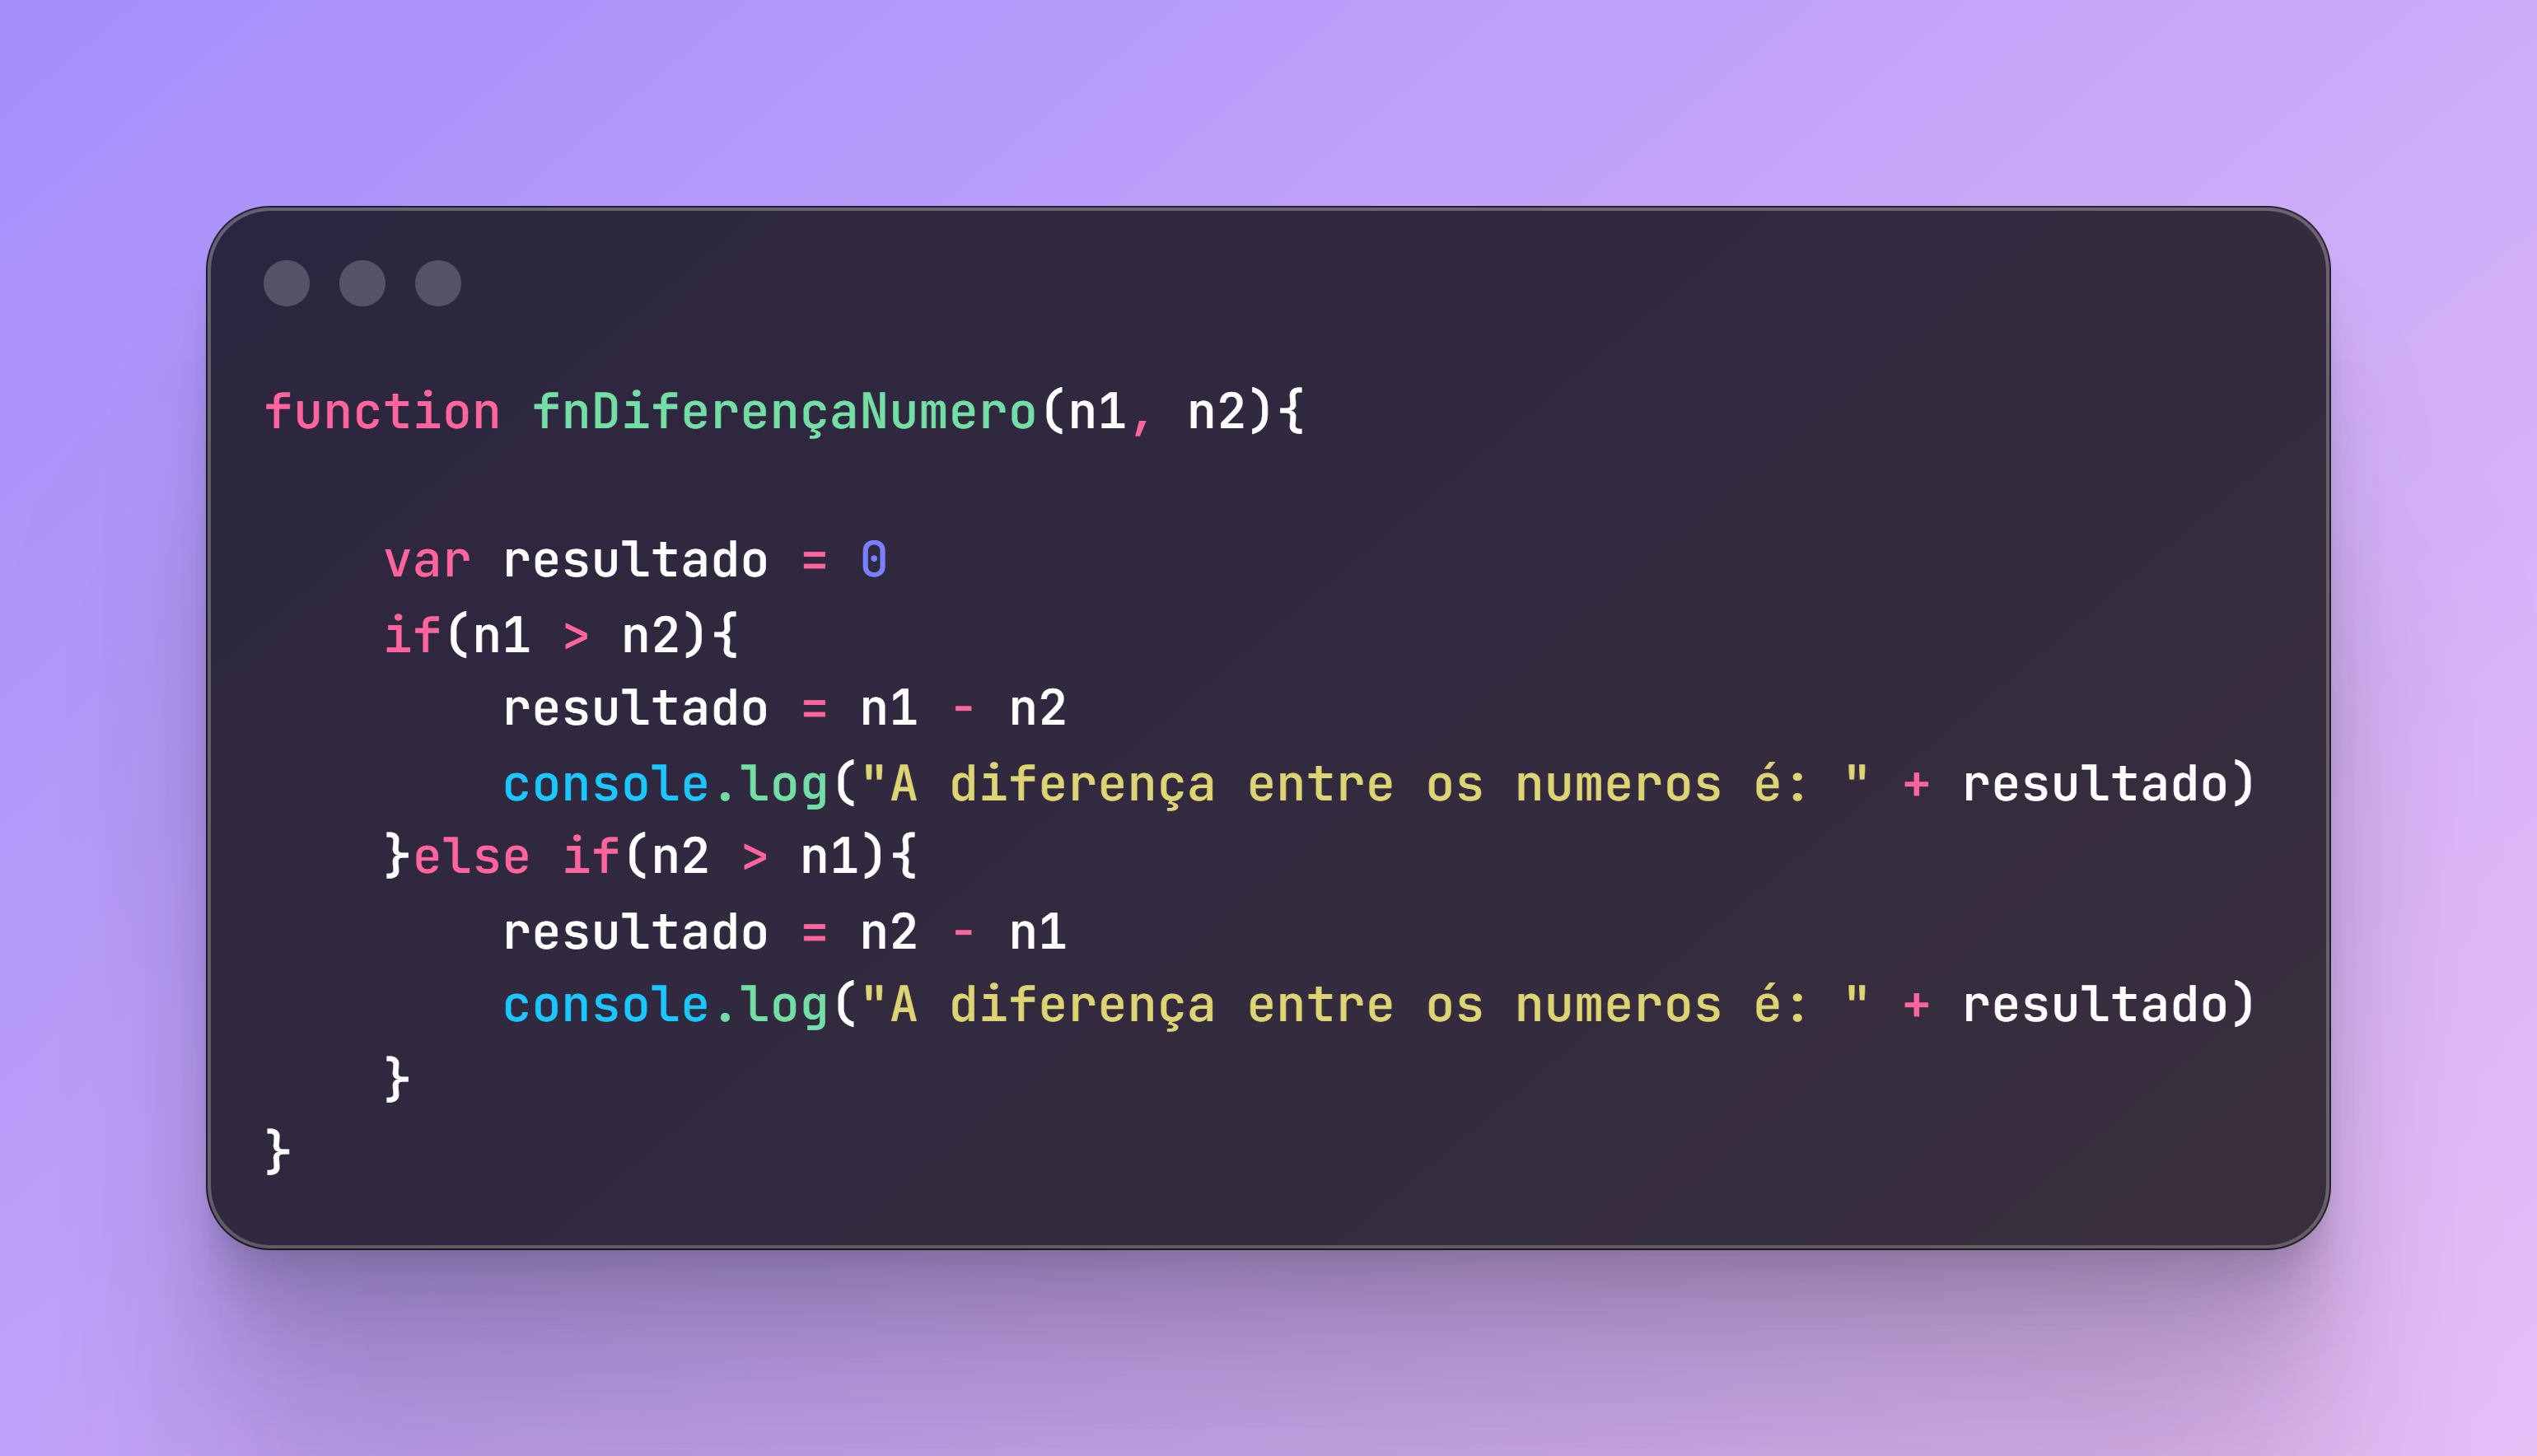 function fnDiferençaNumero(n1, n2){

    var resultado = 0
    if(n1 > n2){
        resultado = n1 - n2
        console.log("A diferença entre os numeros é: " + resultado)
    }else if(n2 > n1){
        resultado = n2 - n1
        console.log("A diferença entre os numeros é: " + resultado)
    }
}